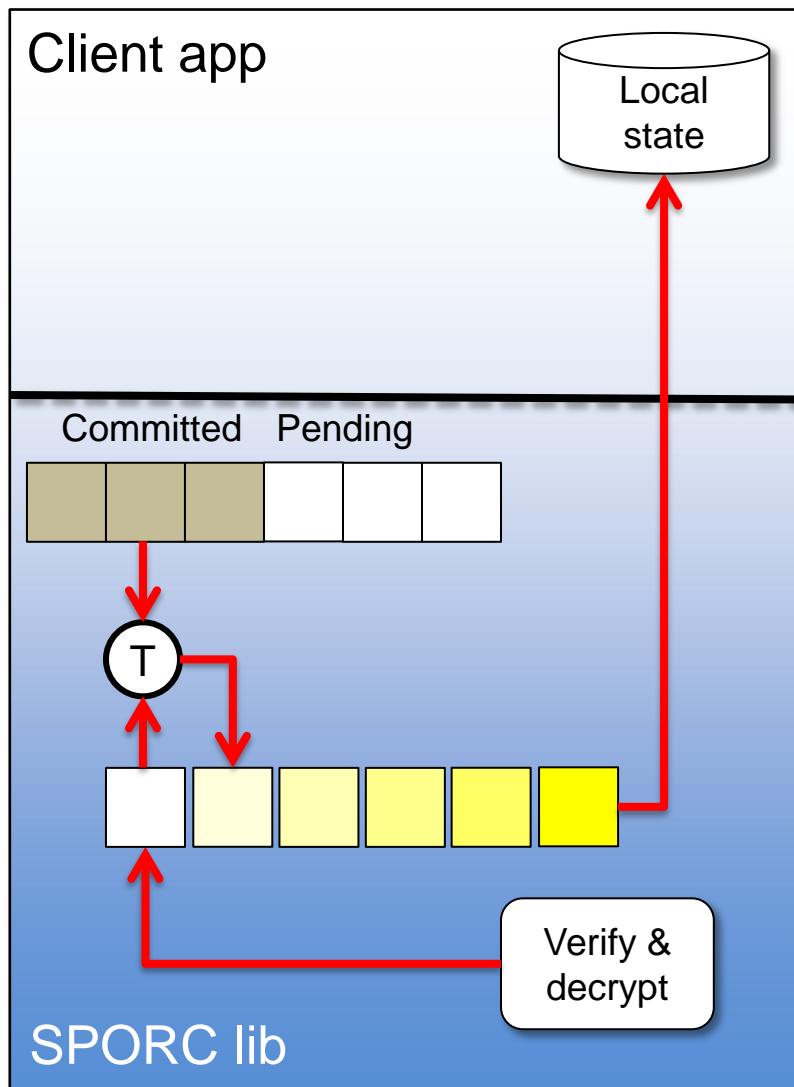 Client app
Local
state
Committed Pending
T
Verify &
decrypt
SPORC lib